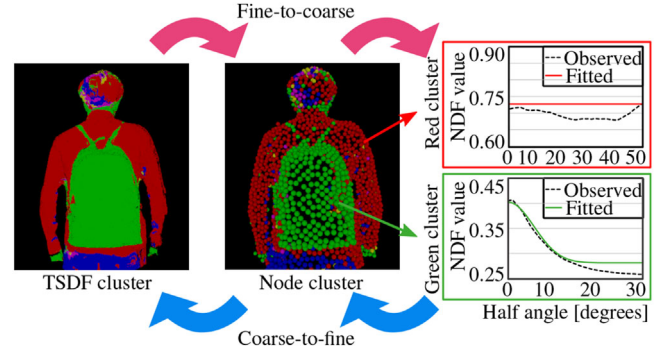 Fine-to-coarse
TSDF cluster
Node cluster
Coarse-to-fine
Red cluster
NDF value
0.90
0.75
0.60
Observed
Fitted
0 10 20 30 40 50
Green cluster
NDF value
0.45
0.35
0.25
Observed
Fitted
0 10 20 30
Half angle [degrees]